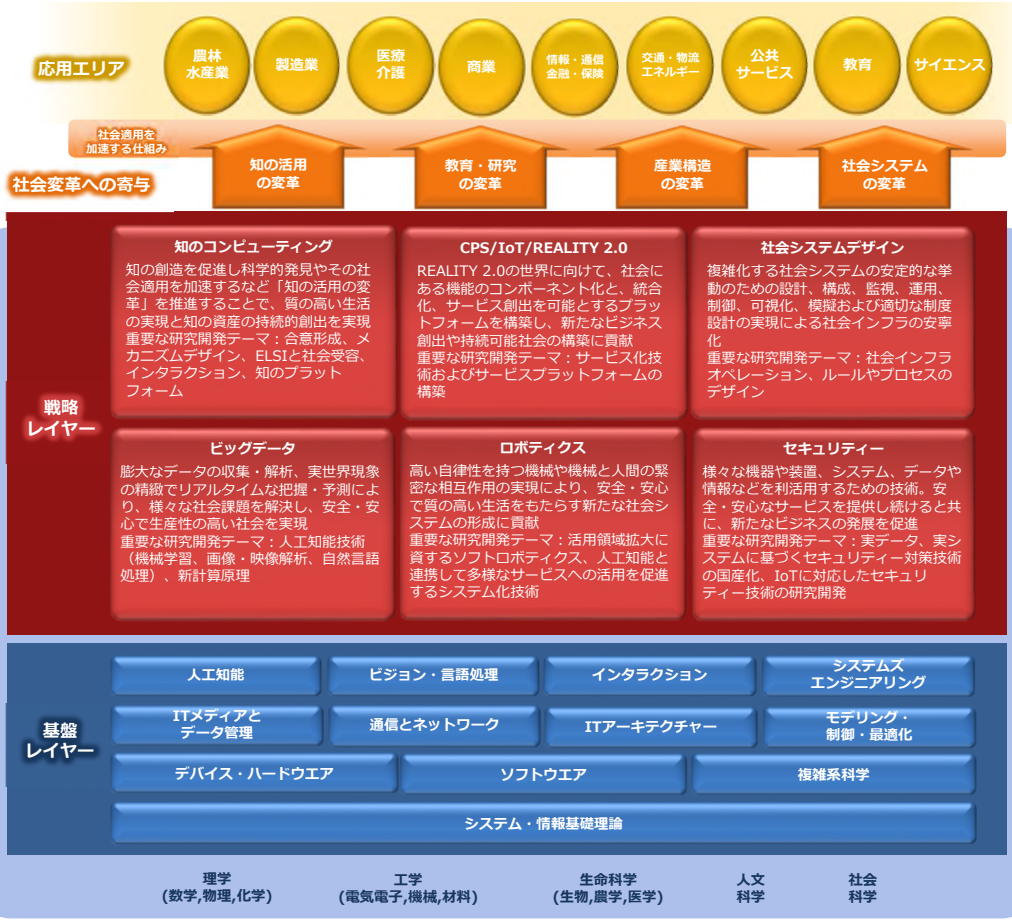 応用エリア
農林
水産業
製造業
医療
介護
商業
情報・通信
金融・保険
交通・物流
エネルギー
公共
サービス
教育
サイエンス
社会適用を
加速する仕組み
社会変革への寄与
知の活用
の変革
教育・研究
の変革
産業構造
の変革
社会システム
の変革
戦略
レイヤー
知のコンピューティング
知の創造を促進し科学的発見やその社
会適用を加速するなど「知の活用の変
革」を推進することで、質の高い生活
の実現と知の資産の持続的創出を実現
重要な研究開発テーマ：合意形成、メ
カニズムデザイン、ELSIと社会受容、
インタラクション、知のプラット
フォーム
CPS/IoT/REALITY 2.0
REALITY 2.0の世界に向けて、社会に
ある機能のコンポーネント化と、統合
化、サービス創出を可能とするプラッ
トフォームを構築し、新たなビジネス
創出や持続可能社会の構築に貢献
重要な研究開発テーマ：サービス化技
術およびサービスプラットフォームの
構築
社会システムデザイン
複雑化する社会システムの安定的な挙
動のための設計、構成、監視、運用、
制御、可視化、模擬および適切な制度
設計の実現による社会インフラの安寧
化
重要な研究開発テーマ：社会インフラ
オペレーション、ルールやプロセスの
デザイン
ビッグデータ
膨大なデータの収集・解析、実世界現象
の精緻でリアルタイムな把握・予測によ
り、様々な社会課題を解決し、安全・安
心で生産性の高い社会を実現
重要な研究開発テーマ：人工知能技術
（機械学習、画像・映像解析、自然言語
処理）、新計算原理
ロボティクス
高い自律性を持つ機械や機械と人間の緊
密な相互作用の実現により、安全・安心
で質の高い生活をもたらす新たな社会シ
ステムの形成に貢献
重要な研究開発テーマ：活用領域拡大に
資するソフトロボティクス、人工知能と
連携して多様なサービスへの活用を促進
するシステム化技術
セキュリティー
様々な機器や装置、システム、データや
情報などを利活用するための技術。安
全・安心なサービスを提供し続けると共
に、新たなビジネスの発展を促進
重要な研究開発テーマ：実データ、実シ
ステムに基づくセキュリティー対策技術
の国産化、IoTに対応したセキュリ
ティー技術の研究開発
基盤
レイヤー
人工知能
ビジョン・言語処理
インタラクション
システムズ
エンジニアリング
ITメディアと
データ管理
通信とネットワーク
ITアーキテクチャー
モデリング・
制御・最適化
デバイス・ハードウエア
ソフトウエア
複雑系科学
システム・情報基礎理論
理学
(数学,物理,化学)
工学
(電気電子,機械,材料)
生命科学
(生物,農学,医学)
人文
科学
社会
科学